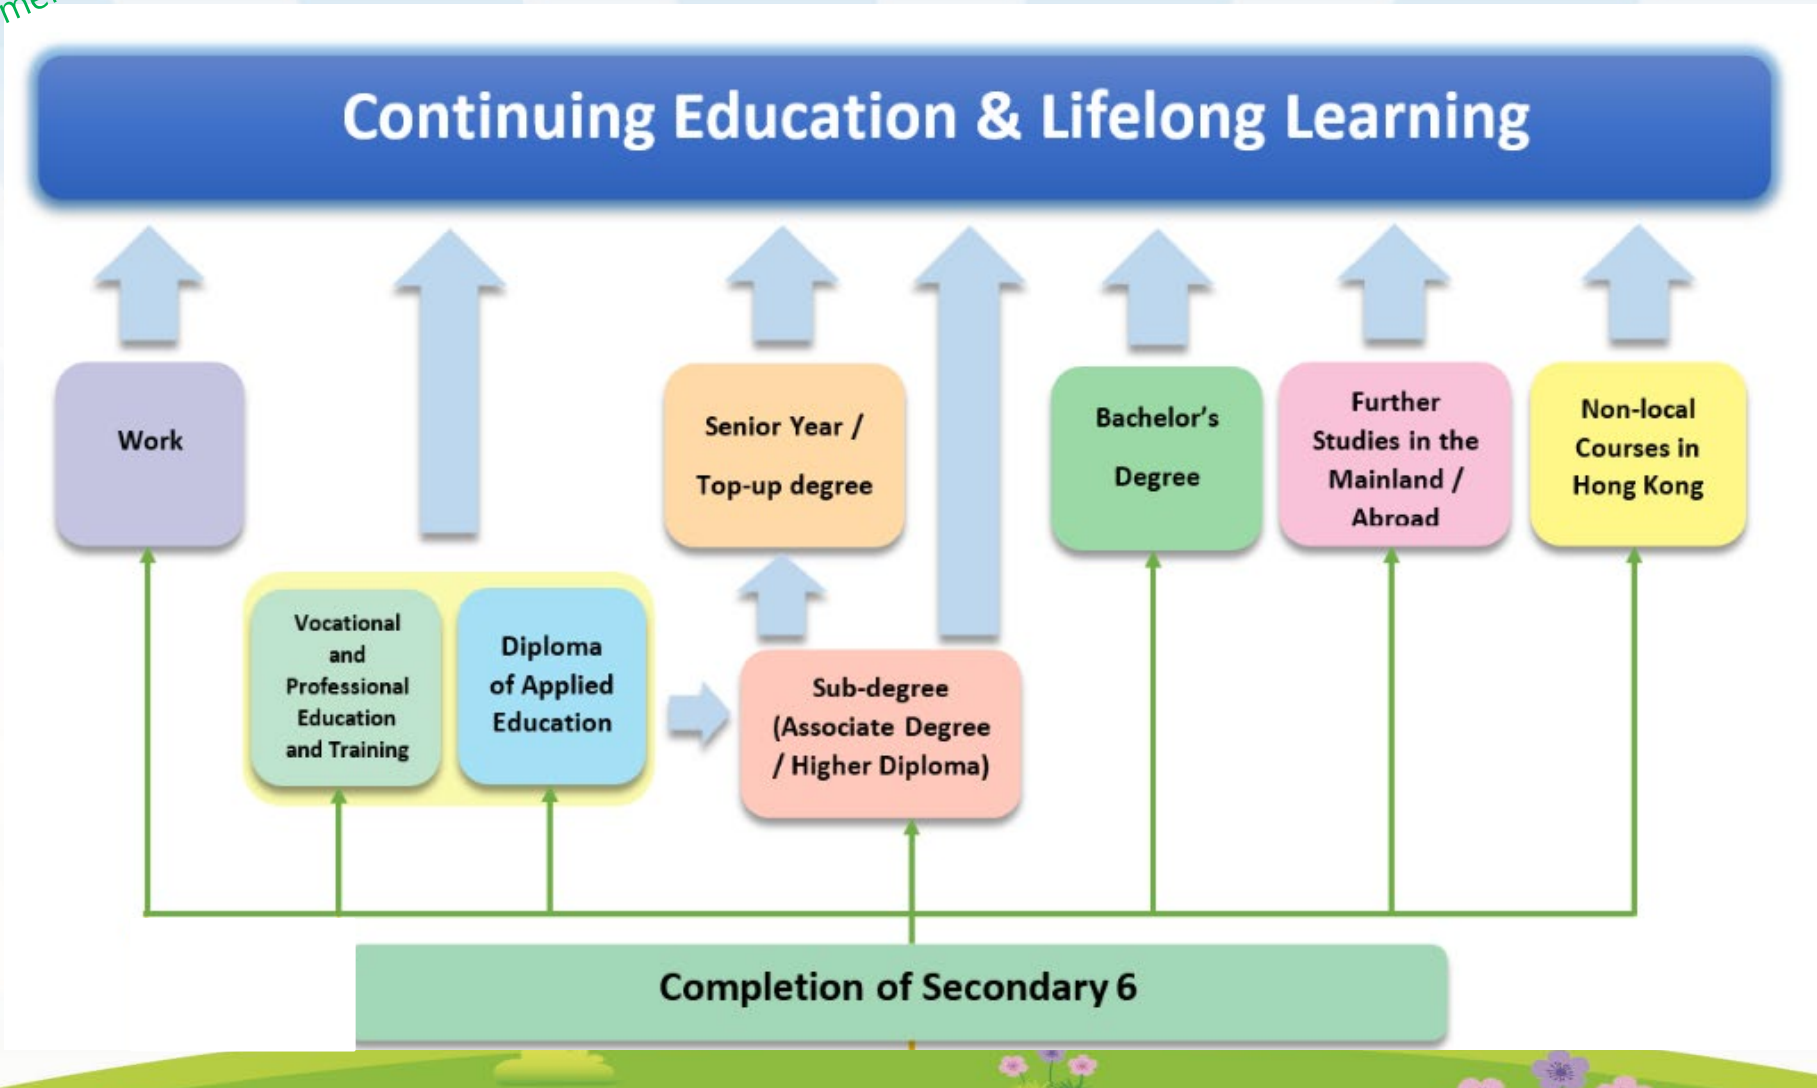 Continuing Education & Lifelong Learning
Work
Senior Year /
Top-up degree
Bachelor's
Degree
Further
Studies in the
Mainland /
Abroad
Non-local
Courses in
Hong Kong
Vocational
and
Professional
Education
and Training
Diploma
of Applied
Education
Sub-degree
(Associate Degree
/ Higher Diploma)
Completion of Secondary 6